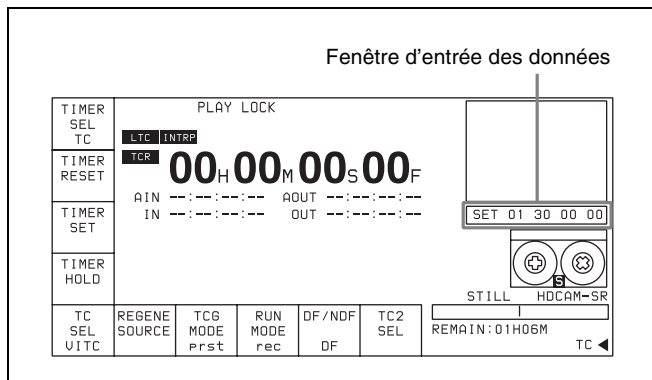 Fenêtre d'entrée des données
TIMER
SEL
TC
PLAY LOCK
LTC INTRP
TIMER
RESET
TCR 00H00M00S00F
AIN --:--:--:-- AOUT --:--:--:--
TIMER
SET
IN --:--:--:-- OUT --:--:--:--
SET 01 30 00 00
TIMER
HOLD
S
STILL HDCAM-SR
TC
SEL
VITC
REGENE
SOURCE
TCG
MODE
prst
RUN
MODE
rec
DF/NDF
DF
TC2
SEL
REMAIN:01H06M
TC ◀